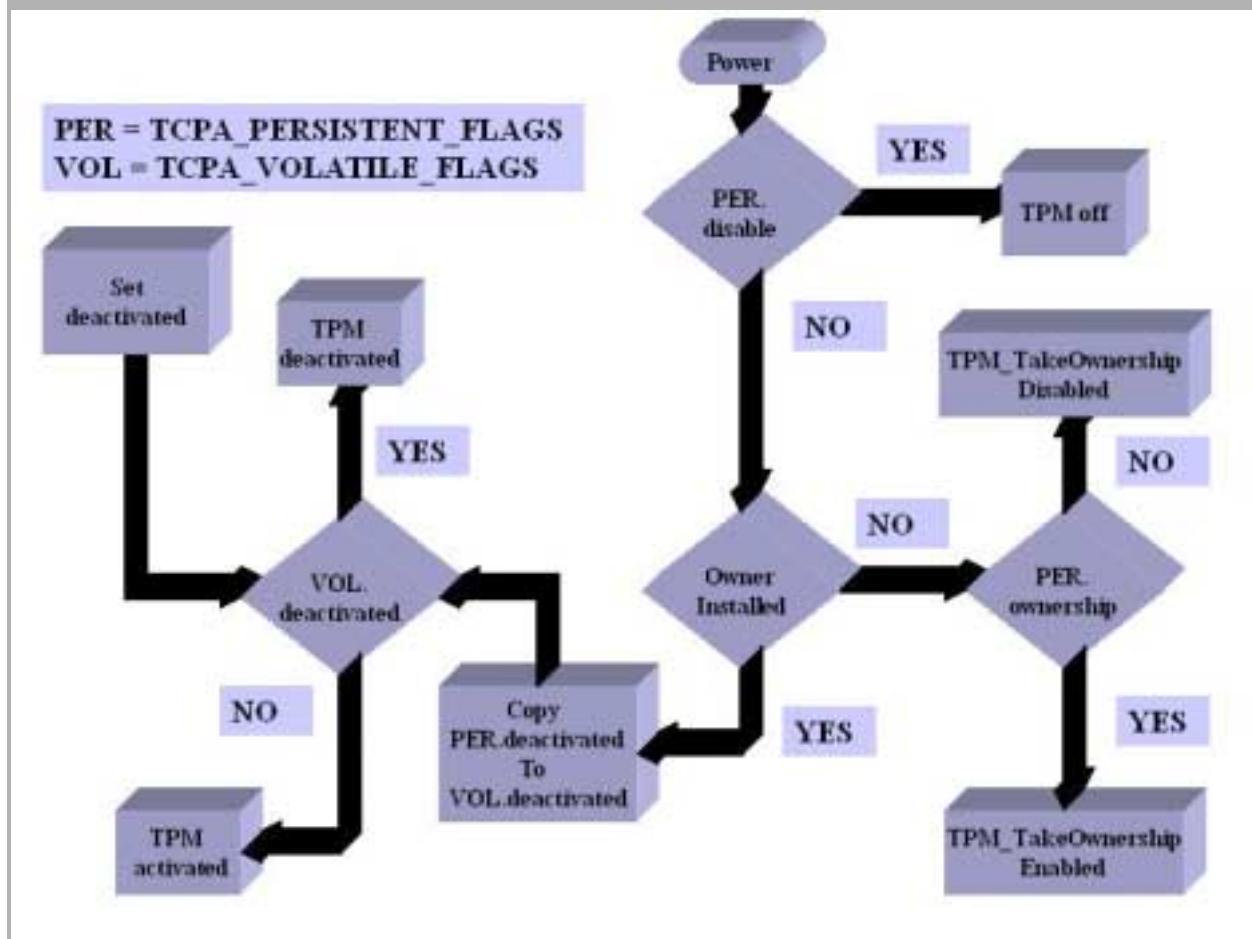 Power
PER = TCPA_PERSISTENT_FLAGS
VOL = TCPA_VOLATILE_FLAGS
YES
PER.
disable
TPM off
Set
deactivated
TPM
deactivated
NO
TPM_TakeOwnership
Disabled
YES
NO
NO
VOL.
deactivated
Owner
Installed
PER.
ownership
NO
Copy
PER.deactivated
To
VOL.deactivated
YES
YES
TPM
activated
TPM_TakeOwnership
Enabled